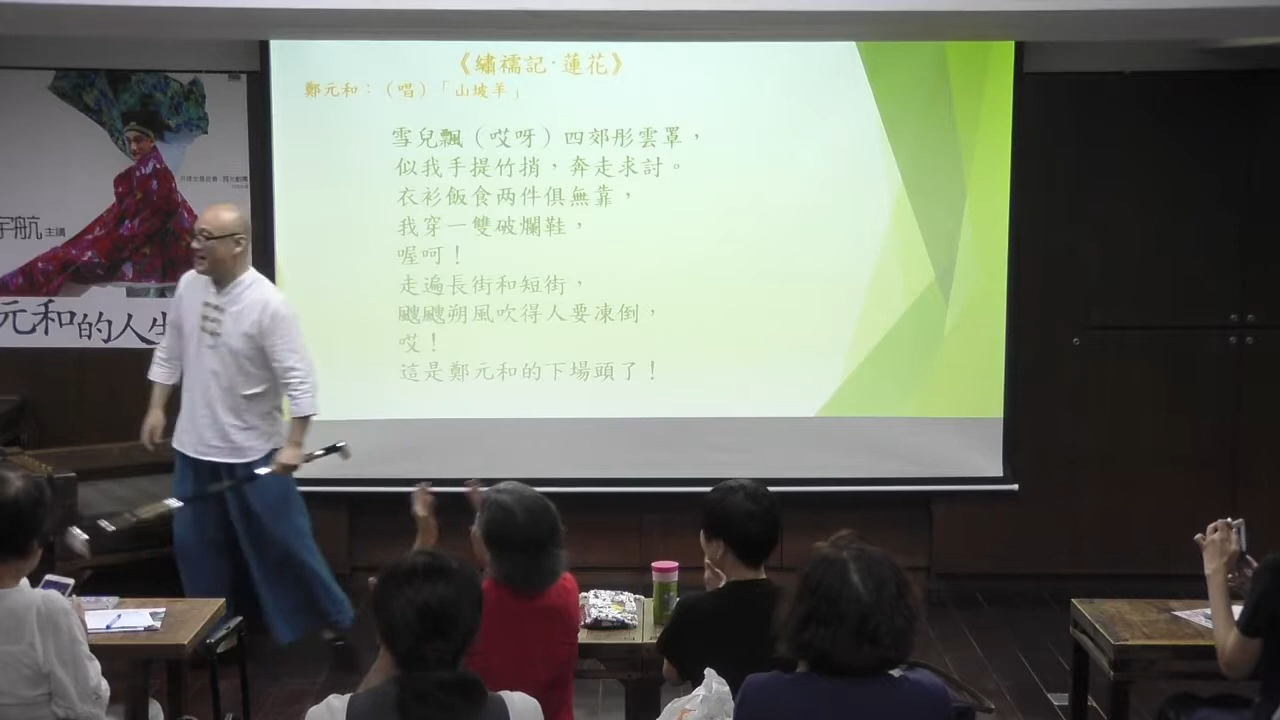 《繡襦記·蓮花》
鄭元和：（唱）「山坡羊」
雪兒飄（哎呀）四郊彤雲罩，
似我手提竹捎，奔走求討。
衣衫飯食两件俱無靠，
我穿一雙破爛鞋，
喔呵！
走遍長街和短街，
颼颼朔風吹得人要凍倒，
哎！
這是鄭元和的下場頭了！
宇航 主講
元和的人生